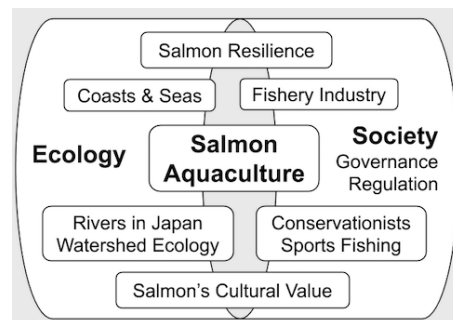 Salmon Resilience
Coasts & Seas
Fishery Industry
Ecology
Salmon
Aquaculture
Society
Governance
Regulation
Rivers in Japan
Watershed Ecology
Conservationists
Sports Fishing
Salmon's Cultural Value